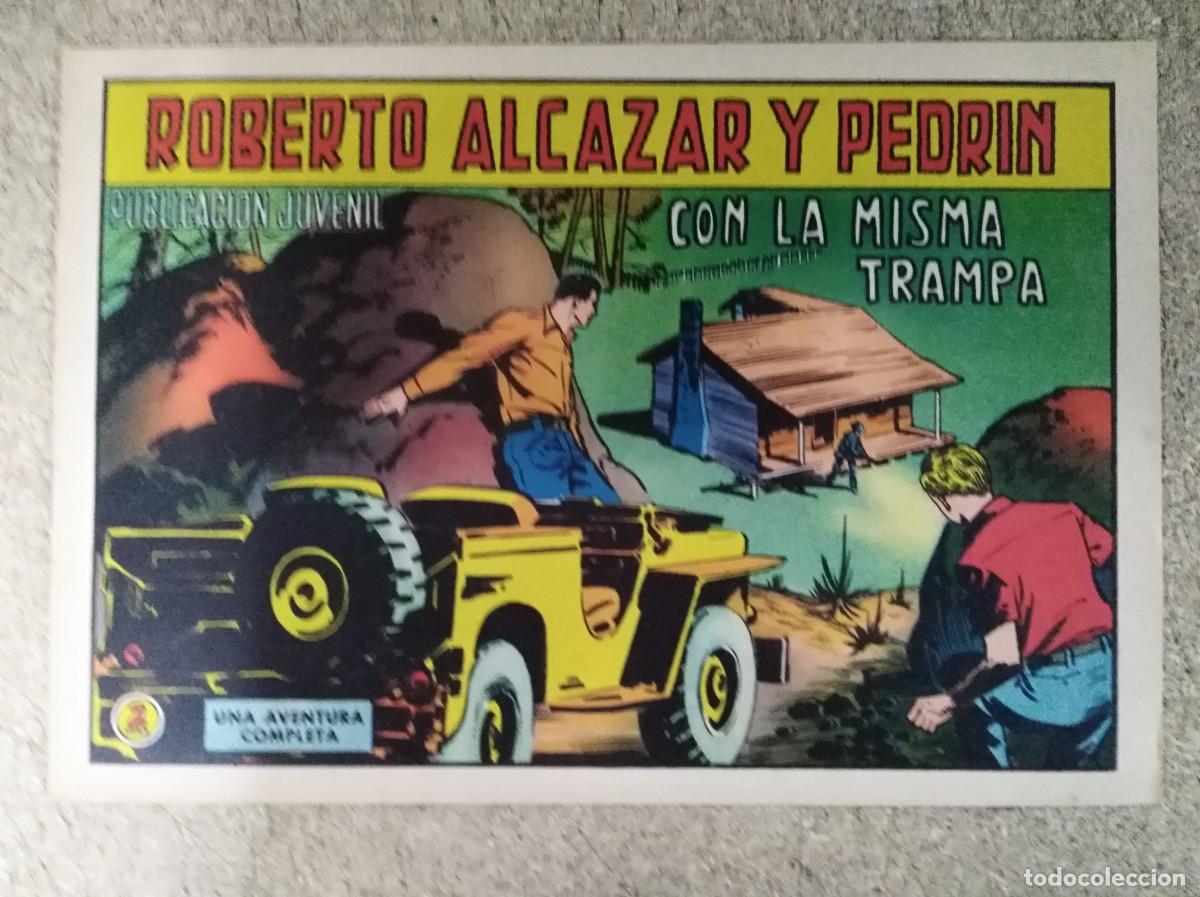 ROBERTO ALCAZAR Y PEDRIN
PUBLICACION JUVENIL
CON LA MISMA
TRAMPA
UNA AVENTURA
COMPLETA
todocoleccion